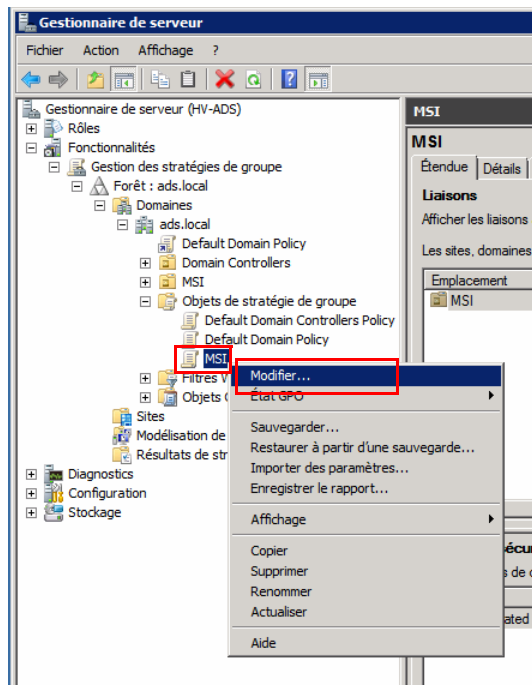 Gestionnaire de serveur
Fichier Action Affichage ?
Gestionnaire de serveur (HV-ADS)
Rôles
Fonctionnalités
Gestion des stratégies de groupe
Forêt : ads.local
Domaines
ads.local
Default Domain Policy
Domain Controllers
MSI
Objets de stratégie de groupe
Default Domain Controllers Policy
Default Domain Policy
MSI
Filtres
Objets
Sites
Modélisation de
Résultats de
Diagnostics
Configuration
Stockage
Modifier...
État GPO
Sauvegarder...
Restaurer à partir d'une sauvegarde...
Importer des paramètres...
Enregistrer le rapport...
Affichage
Copier
Supprimer
Renommer
Actualiser
Aide
MSI
MSI
Étendue Détails
Liaisons
Afficher les liaisons
Les sites, domaines
Emplacement
MSI